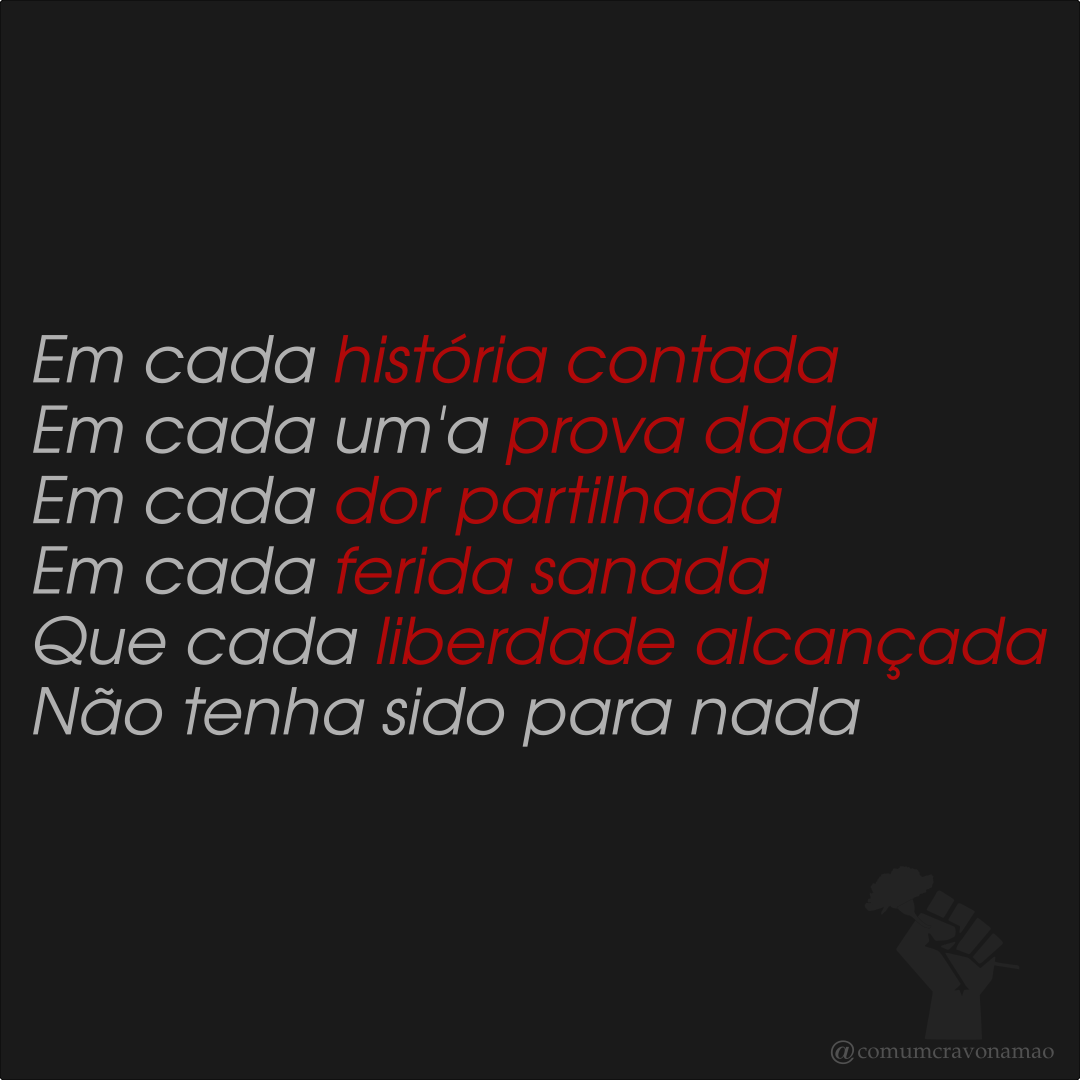 Em cada história contada
Em cada um'a prova dada
Em cada dor partilhada
Em cada ferida sanada
Que cada liberdade alcançada
Não tenha sido para nada
@comumcravonamao